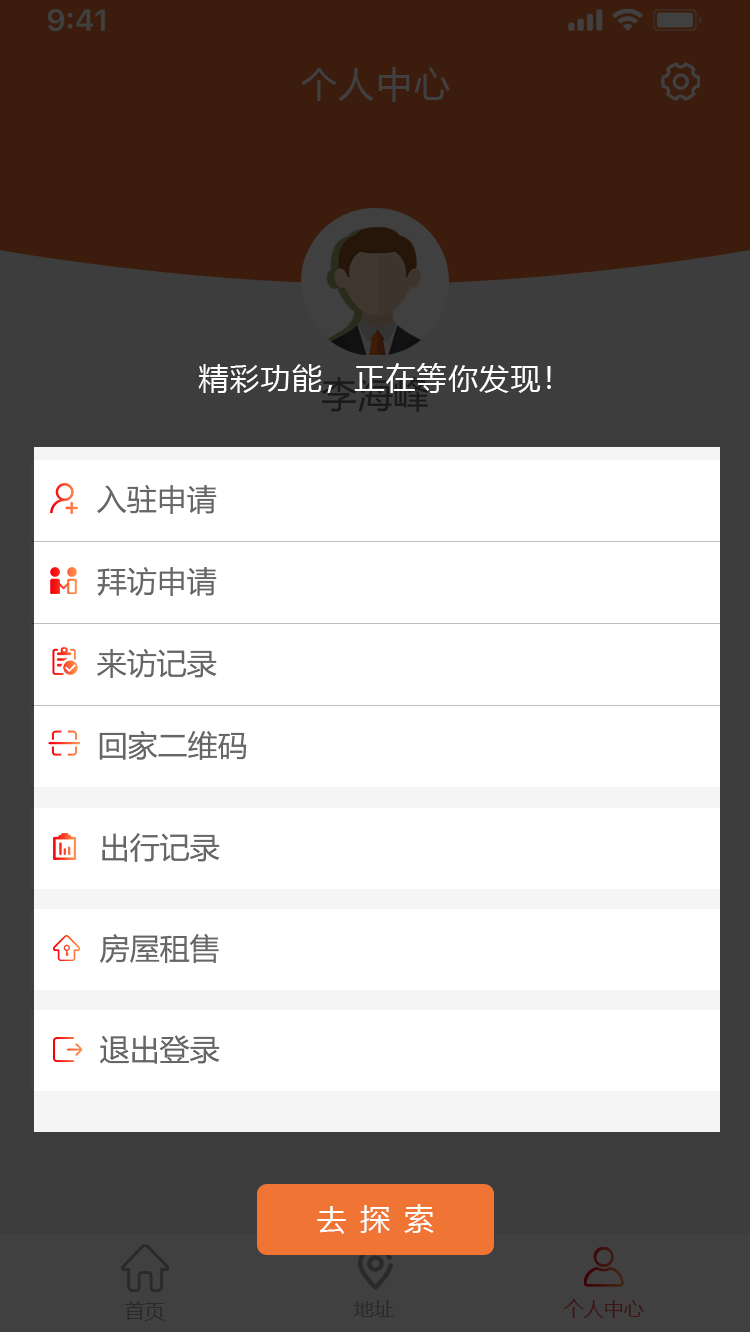 9:41
个人中心
精彩功能，正在等你发现！
李海峰
入驻申请
拜访申请
来访记录
回家二维码
出行记录
房屋租售
退出登录
去探索
首页
地址
个人中心